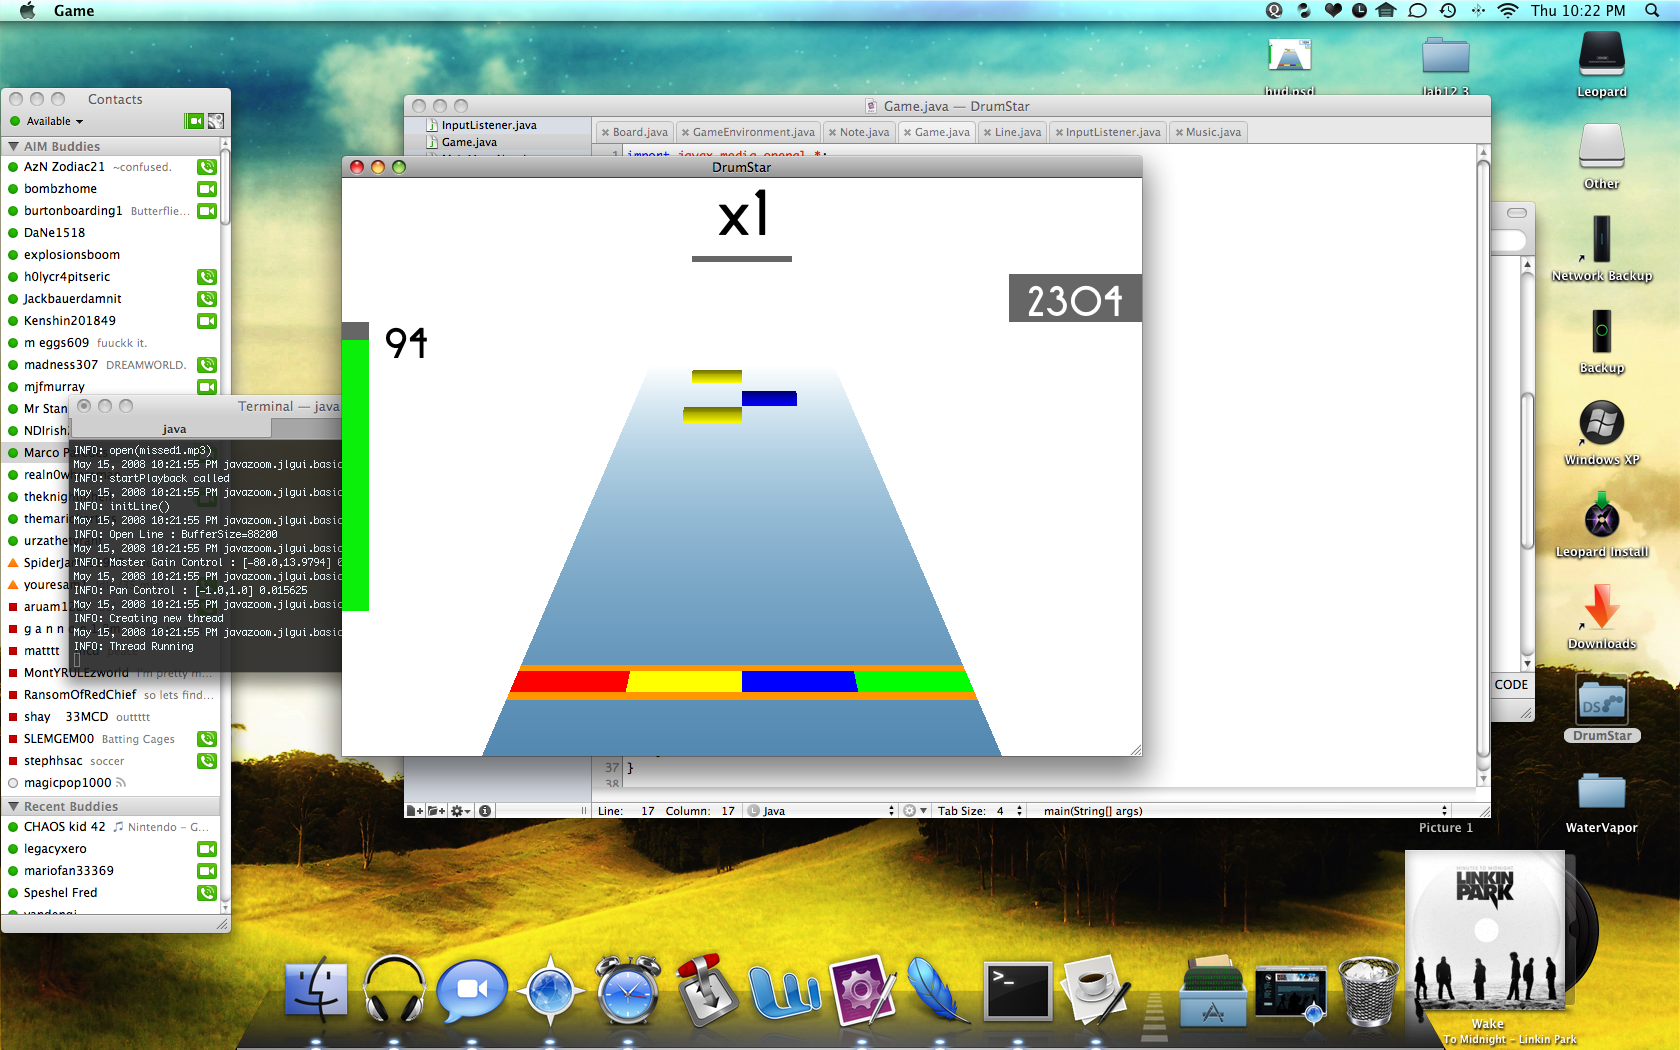 Game
Thu 10:22 PM
hud.psd
lab12 3
Leopard
Other
Network Backup
Backup
Windows XP
Leopard Install
Downloads
DS
DrumStar
WaterVapor
Picture 1
Contacts
Available
AIM Buddies
AzN Zodiac21 ~confused.
bombzhome
burtonboarding1 Butterflie...
DaNe1518
explosionsboom
h0lycr4pitseric
Jackbauerdamnit
Kenshin201849
m eggs609 fuuckk it.
madness307 DREAMWORLD.
mjfmurray
Mr Stan
NDIrish
Marco P
realn0w
theknig
themari
urzathe
SpiderJa
youresa
aruam1
g a n n
matttt
MontYRULEzworld I'm pretty m...
RansomOfRedChief so lets find...
shay 33MCD outtttt
SLEMGEM00 Batting Cages
stephhsac soccer
magicpop1000
Recent Buddies
CHAOS kid 42 Nintendo – G...
legacyxero
mariofan33369
Speshel Fred
Terminal — java
java
INFO: open(missed1.mp3)
May 15, 2008 10:21:55 PM javazoom.jlgui.basic
INFO: startPlayback called
May 15, 2008 10:21:55 PM javazoom.jlgui.basic
INFO: initLine()
May 15, 2008 10:21:55 PM javazoom.jlgui.basic
INFO: Open Line : BufferSize=88200
May 15, 2008 10:21:55 PM javazoom.jlgui.basic
INFO: Master Gain Control : [-80.0,13.9794] 0
May 15, 2008 10:21:55 PM javazoom.jlgui.basic
INFO: Pan Control : [-1.0,1.0] 0.015625
May 15, 2008 10:21:55 PM javazoom.jlgui.basic
INFO: Creating new thread
May 15, 2008 10:21:55 PM javazoom.jlgui.basic
INFO: Thread Running
Game.java — DrumStar
InputListener.java
Game.java
Board.java GameEnvironment.java Note.java Game.java Line.java InputListener.java Music.java
1 import javax.media.opengl.*;
DrumStar
x1
2304
94
37 }
38
Line: 17 Column: 17 Java Tab Size: 4 main(String[] args)
CODE
MINUTES TO MIDNIGHT
LINKIN PARK
Wake
To Midnight – Linkin Park